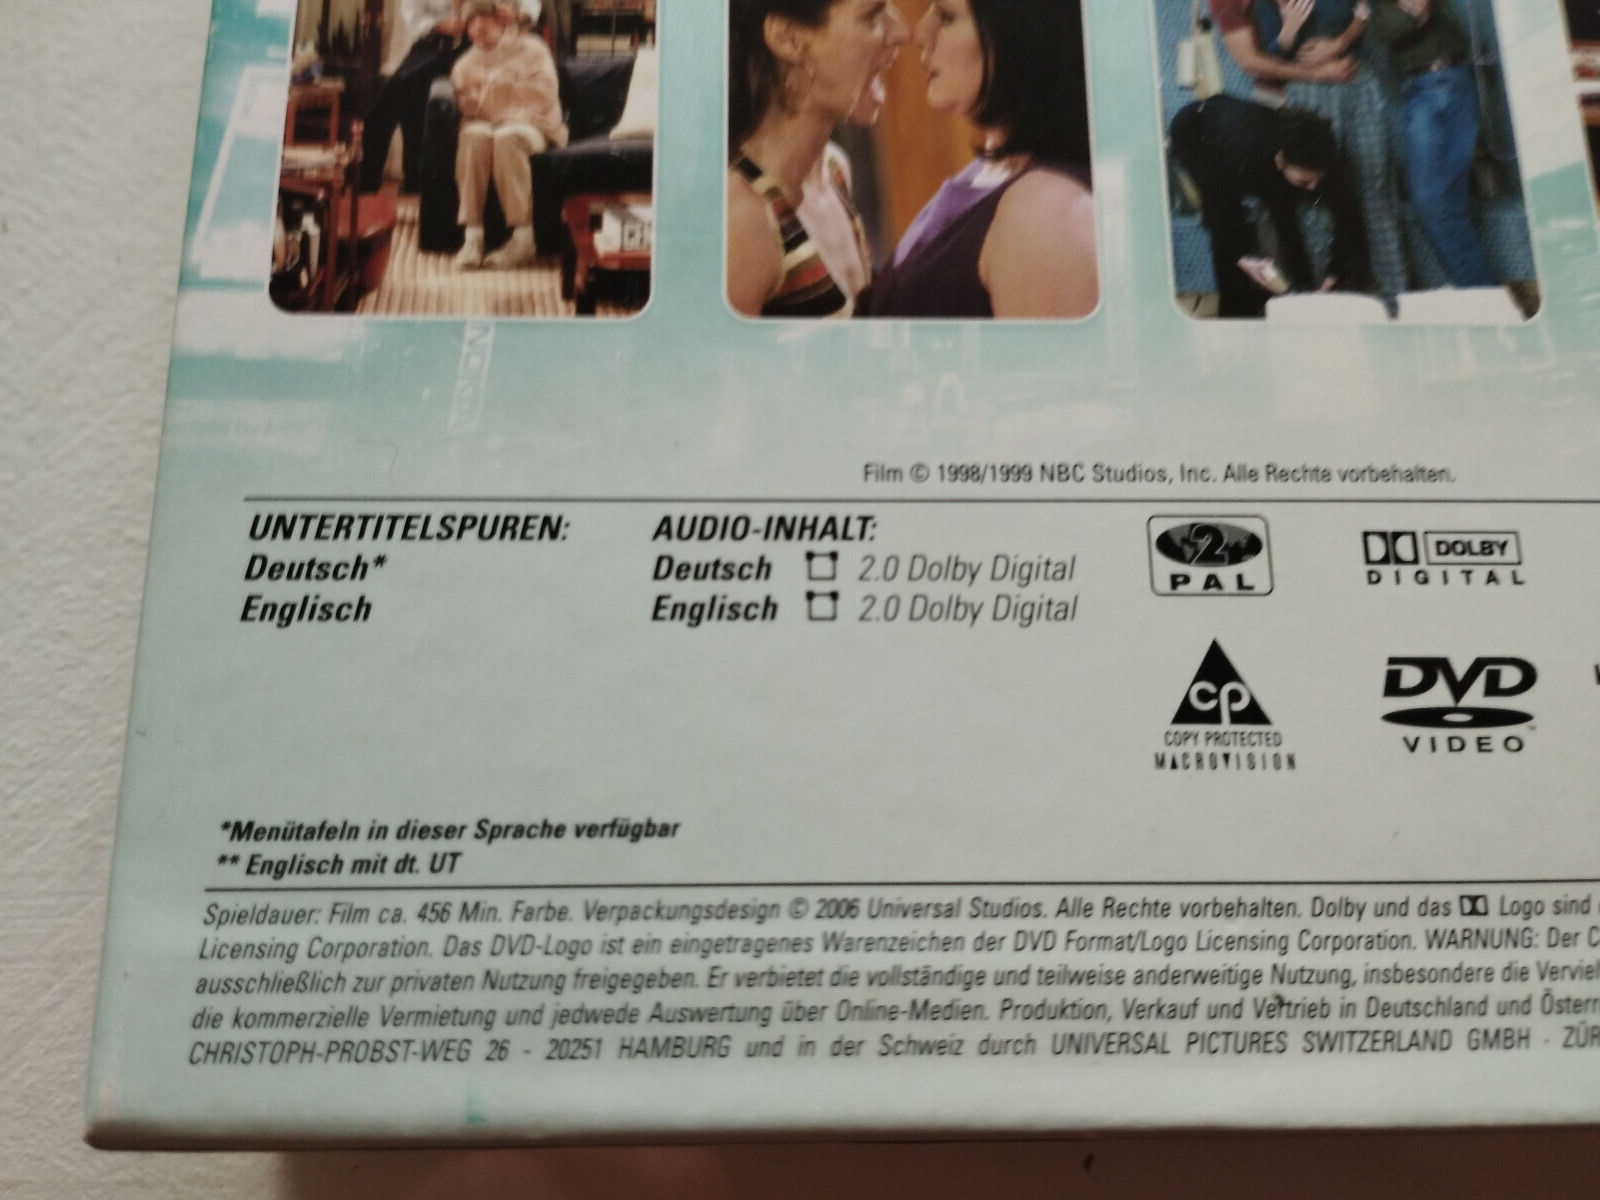 Film © 1998/1999 NBC Studios, Inc. Alle Rechte vorbehalten.
UNTERTITELSPUREN:
Deutsch*
Englisch
AUDIO-INHALT:
Deutsch 2.0 Dolby Digital
Englisch 2.0 Dolby Digital
2
PAL
DOLBY
DIGITAL
cp
COPY PROTECTED
MACROVISION
DVD
VIDEO
*Menütafeln in dieser Sprache verfügbar
** Englisch mit dt. UT
Spieldauer: Film ca. 456 Min. Farbe. Verpackungsdesign © 2006 Universal Studios. Alle Rechte vorbehalten. Dolby und das Logo sind
Licensing Corporation. Das DVD-Logo ist ein eingetragenes Warenzeichen der DVD Format/Logo Licensing Corporation. WARNUNG: Der
ausschließlich zur privaten Nutzung freigegeben. Er verbietet die vollständige und teilweise anderweitige Nutzung, insbesondere die
die kommerzielle Vermietung und jedwede Auswertung über Online-Medien. Produktion, Verkauf und Vertrieb in Deutschland und
CHRISTOPH-PROBST-WEG 26 - 20251 HAMBURG und in der Schweiz durch UNIVERSAL PICTURES SWITZERLAND GMBH -